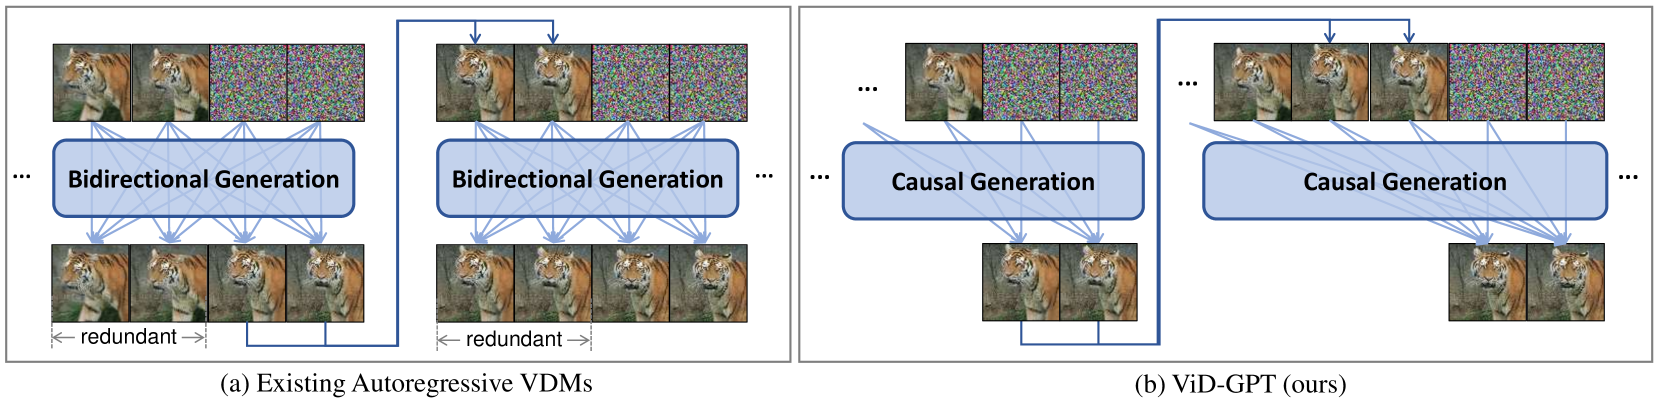 ...
Bidirectional Generation
redundant
Bidirectional Generation
...
redundant
(a) Existing Autoregressive VDMs
...
...
...
Causal Generation
Causal Generation
...
(b) ViD-GPT (ours)